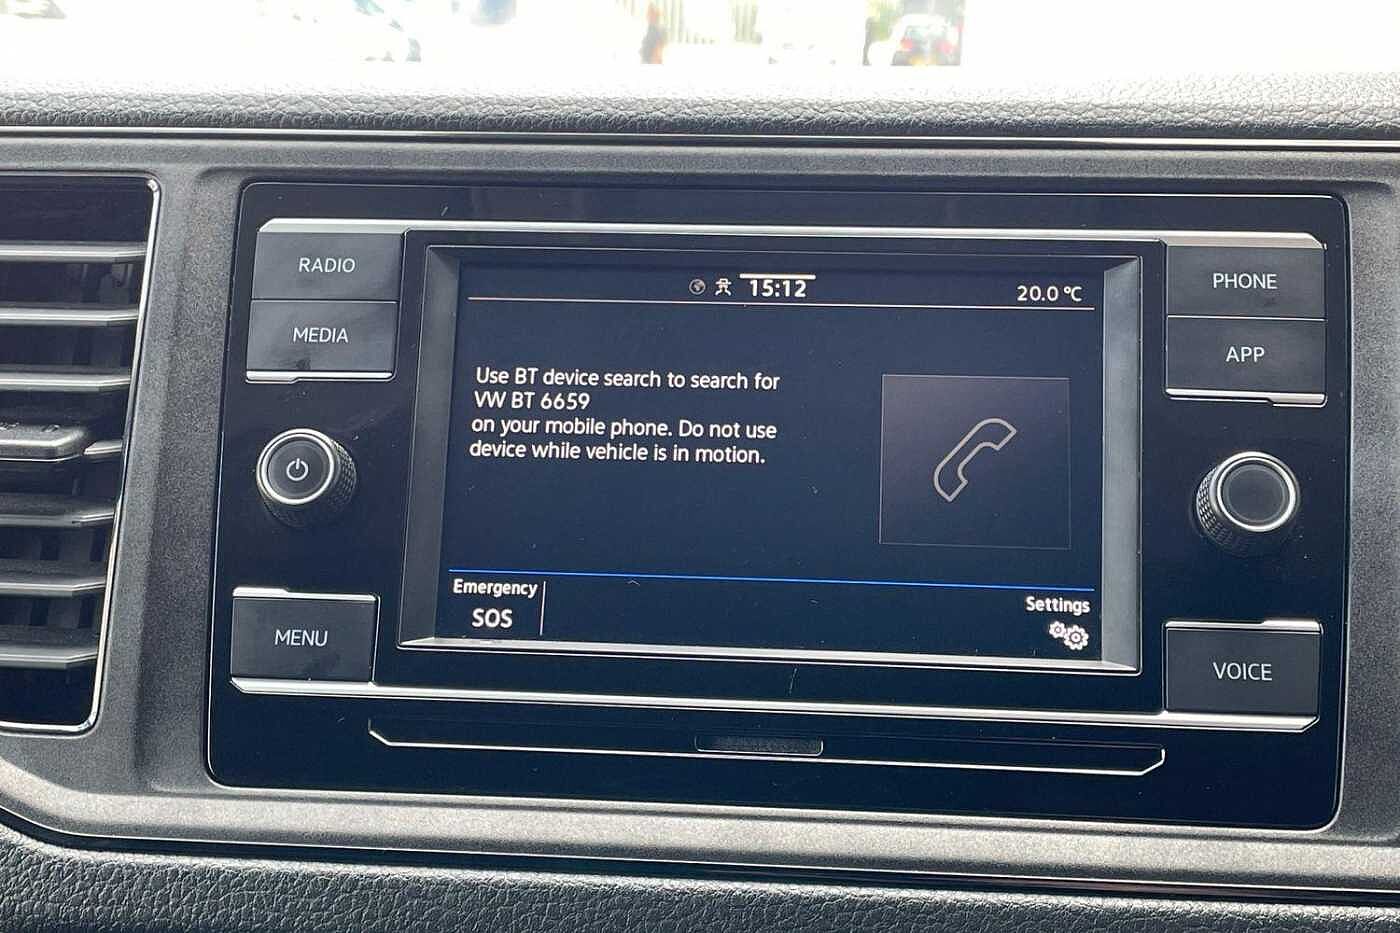 RADIO
MEDIA
MENU
15:12
20.0 °C
Use BT device search to search for
VW BT 6659
on your mobile phone. Do not use
device while vehicle is in motion.
Emergency
SOS
Settings
PHONE
APP
VOICE